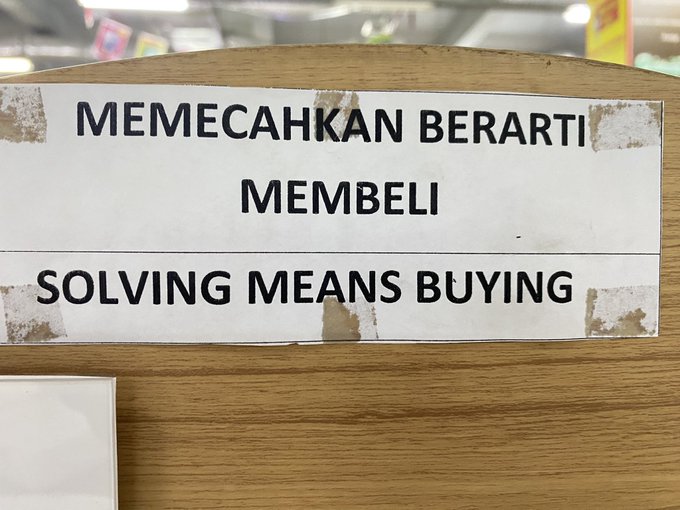 MEMECAHKAN BERARTI
MEMBELI
SOLVING MEANS BUYING